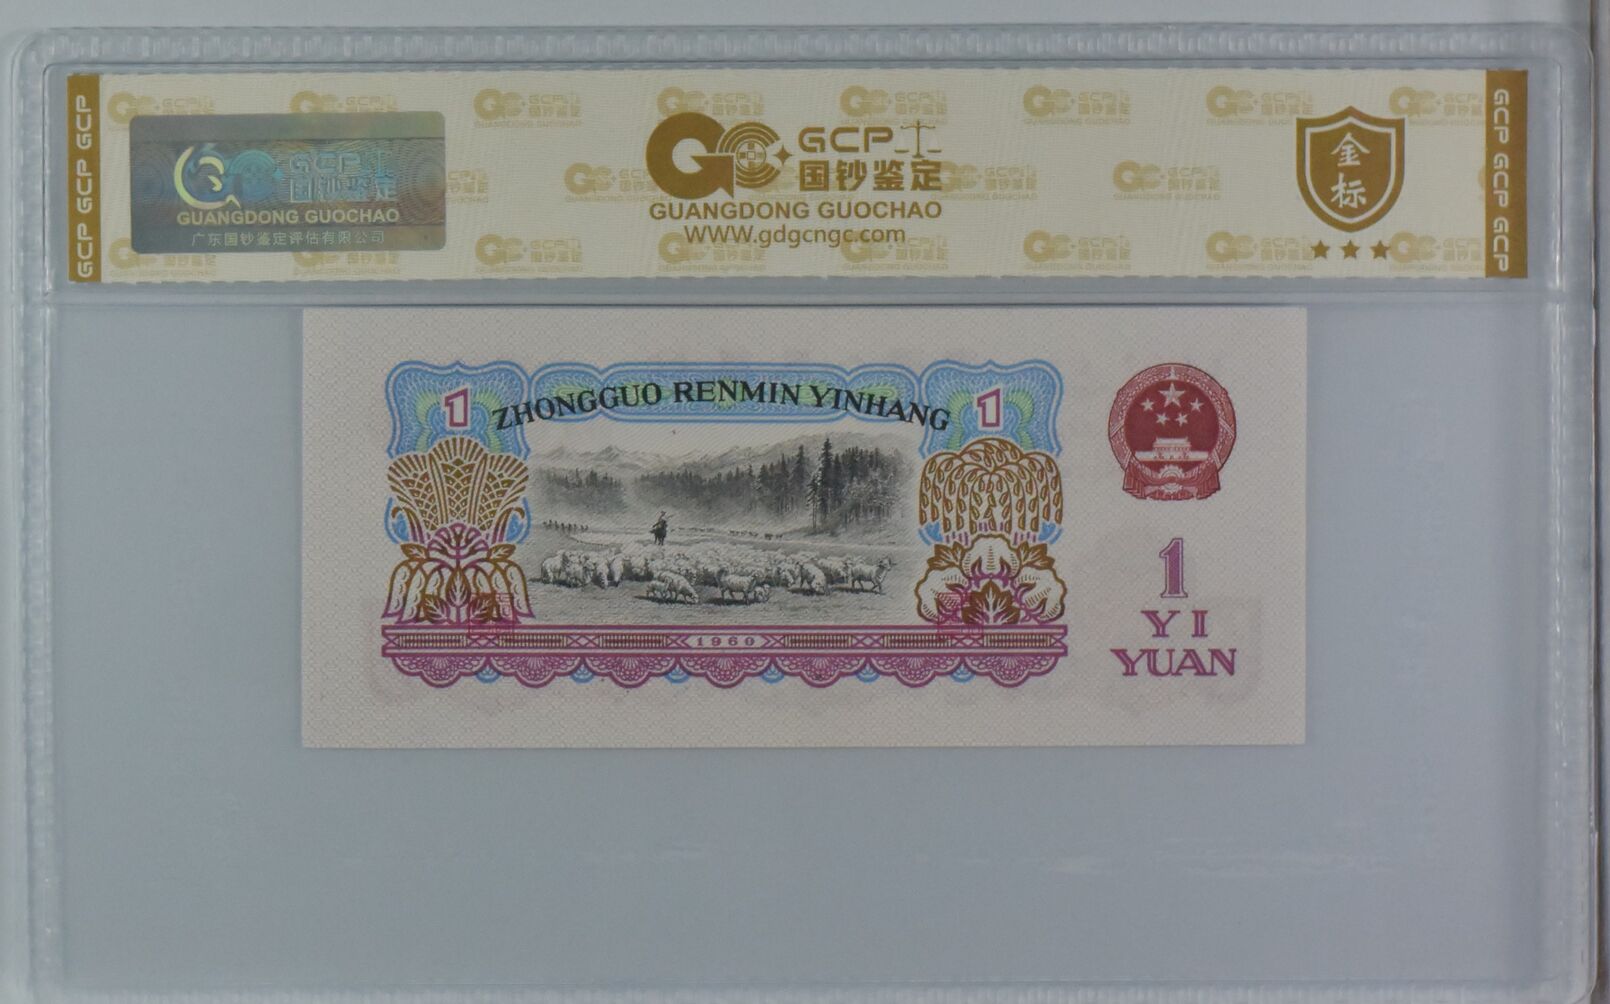 GCP GCP GCP
GCP
国钞鉴定
GUANGDONG GUOCHAO
广东国钞鉴定评估有限公司
GCP
国钞鉴定
GUANGDONG GUOCHAO
WWW.gdgcngc.com
金
标
GCP GCP GCP
1
ZHONGGUO RENMIN YINHANG
1
1960
1
YI
YUAN